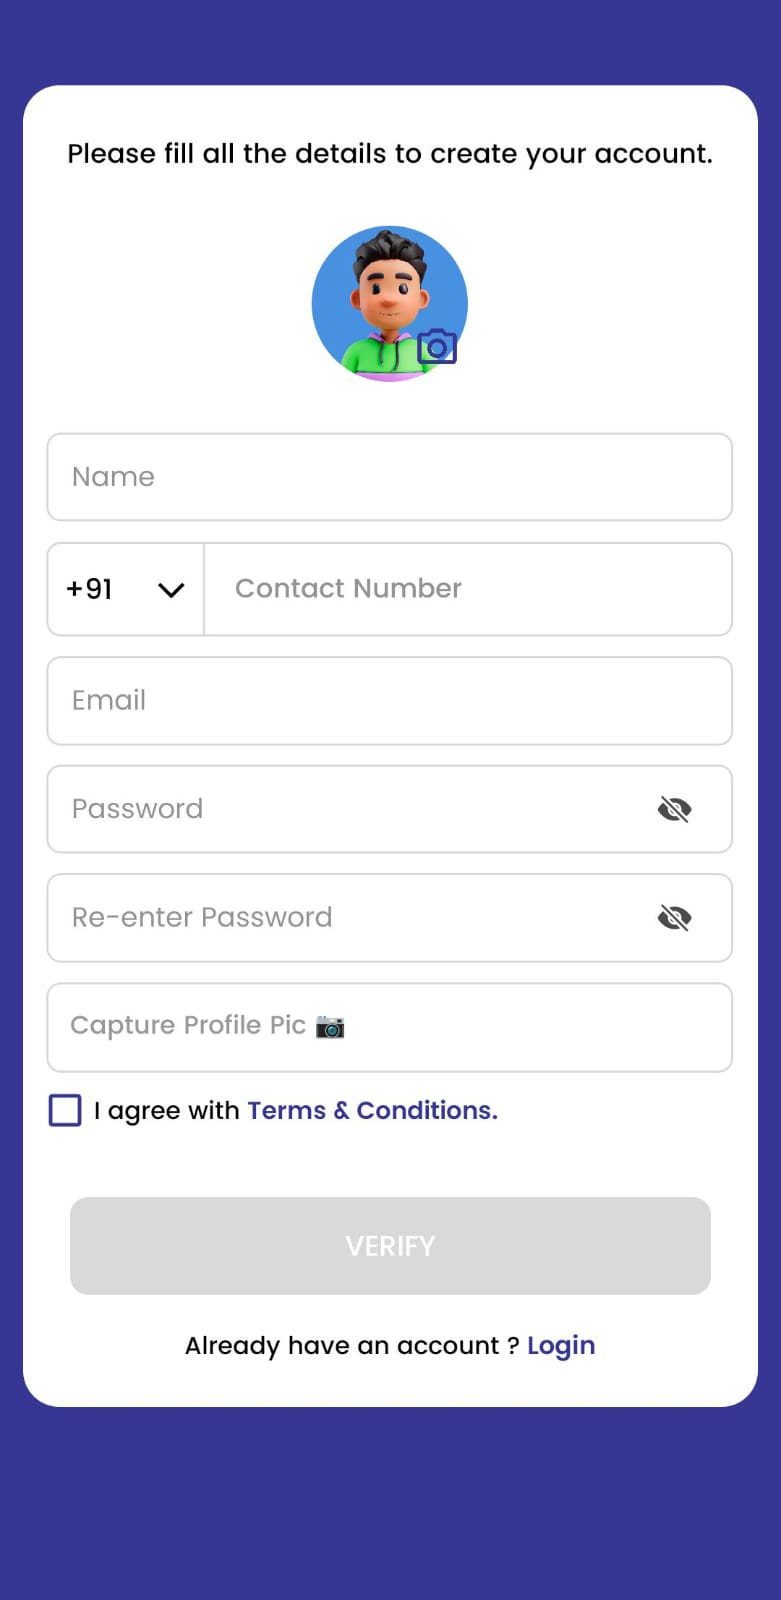 Please fill all the details to create your account.
Name
+91 Contact Number
Email
Password
Re-enter Password
Capture Profile Pic 📷
I agree with Terms & Conditions.
VERIFY
Already have an account ? Login